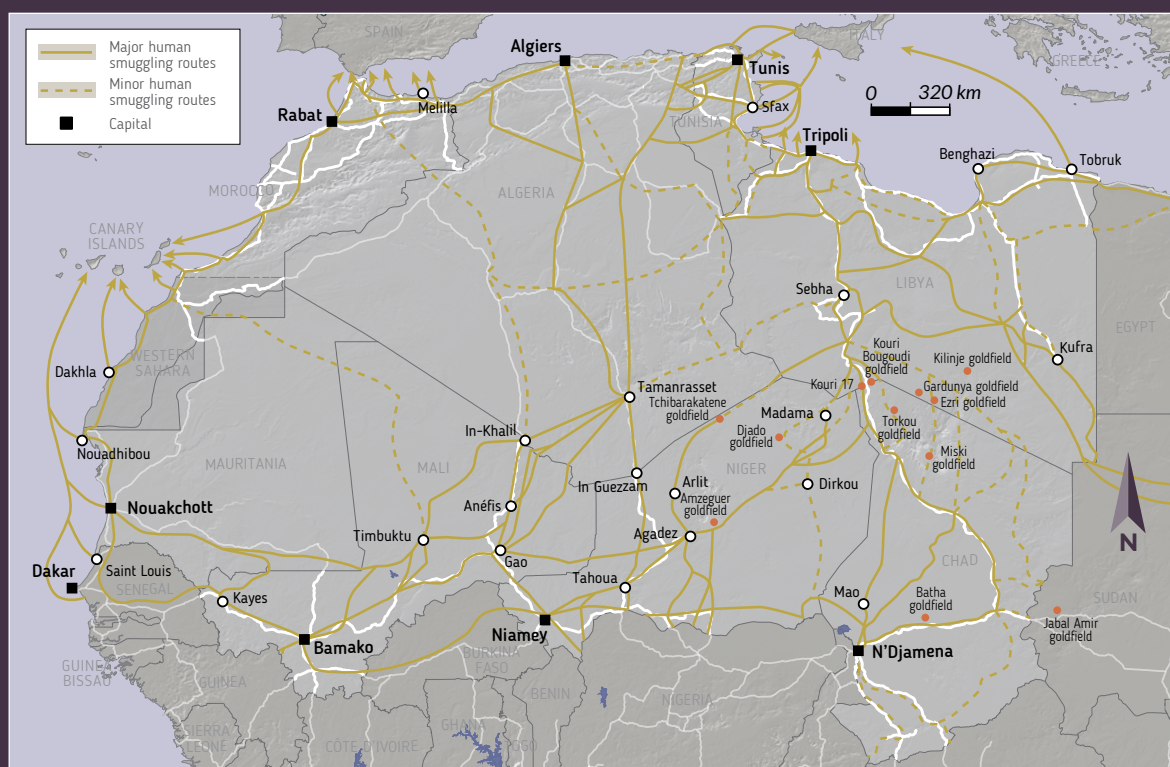 Major human
smuggling routes
Minor human
smuggling routes
Capital
SPAIN
ITALY
GREECE
Algiers
Tunis
Melilla
Sfax
0 320 km
Rabat
TUNISIA
Tripoli
Benghazi
Tobruk
MOROCCO
ALGERIA
CANARY
ISLANDS
Sebha
LIBYA
EGYPT
WESTERN
SAHARA
Dakhla
Kouri
Bougoudi
goldfield
Kilinje goldfield
Kufra
Tamanrasset
Tchibarakatene
goldfield
Kouri 17
Gardunya goldfield
Ezri goldfield
Madama
Torkou
goldfield
Djado
goldfield
In-Khalil
Nouadhibou
MAURITANIA
MALI
NIGER
Miski
goldfield
In Guezzam
Arlit
Dirkou
Amzeguer
goldfield
Anéfis
Nouakchott
N
Timbuktu
Agadez
Gao
CHAD
Dakar
Saint Louis
SENEGAL
Tahoua
Kayes
Mao
Batha
goldfield
SUDAN
Jabal Amir
goldfield
Niamey
Bamako
N'Djamena
BURKINA
FASO
GUINEA
BISSAU
GUINEA
BENIN
NIGERIA
SIERRA
LEONE
CÔTE D'IVOIRE
GHANA
TOGO